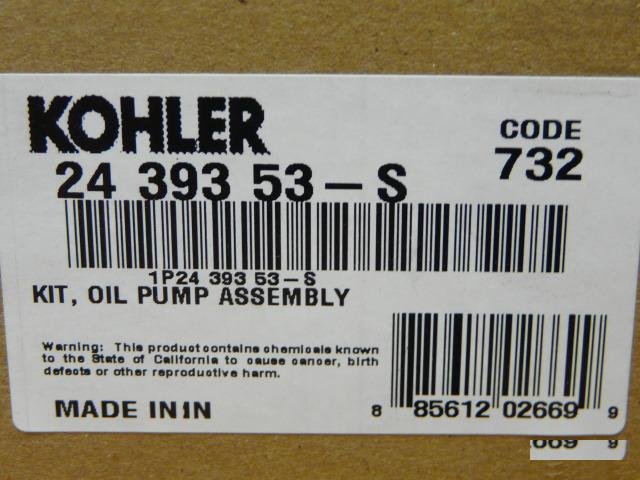 KOHLER
CODE
732
24 393 53-S
1P24 393 53-S
KIT, OIL PUMP ASSEMBLY
Warning: This product contains chemicals known
to the State of California to cause cancer, birth
defects or other reproductive harm.
MADE IN IN
8 85612 02669 9
669 9